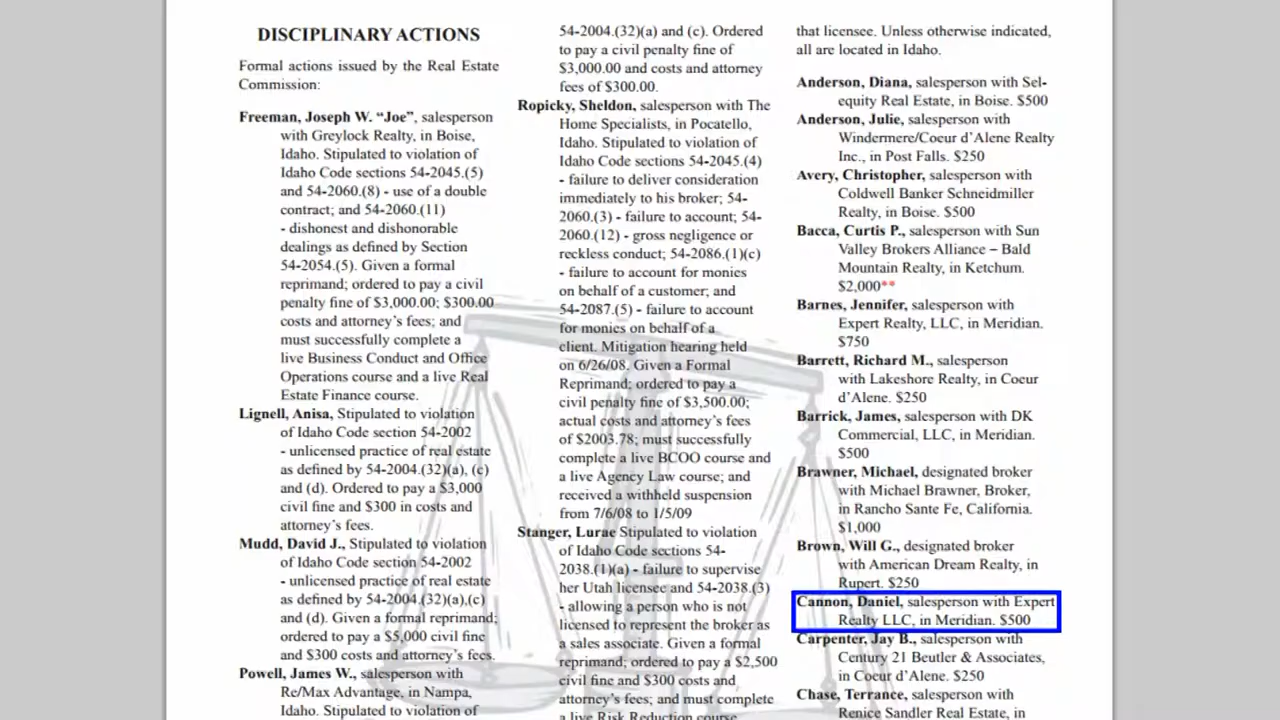 DISCIPLINARY ACTIONS
Formal actions issued by the Real Estate
Commission:
Freeman, Joseph W. “Joe”, salesperson
with Greylock Realty, in Boise,
Idaho. Stipulated to violation of
Idaho Code sections 54-2045.(5)
and 54-2060.(8) - use of a double
contract; and 54-2060.(11)
- dishonest and dishonorable
dealings as defined by Section
54-2054.(5). Given a formal
reprimand; ordered to pay a civil
penalty fine of $3,000.00; $300.00
costs and attorney’s fees; and
must successfully complete a
live Business Conduct and Office
Operations course and a live Real
Estate Finance course.
Lignell, Anisa, Stipulated to violation
of Idaho Code section 54-2002
- unlicensed practice of real estate
as defined by 54-2004.(32)(a), (c)
and (d). Ordered to pay a $3,000
civil fine and $300 in costs and
attorney’s fees.
Mudd, David J., Stipulated to violation
of Idaho Code section 54-2002
- unlicensed practice of real estate
as defined by 54-2004.(32)(a),(c)
and (d). Given a formal reprimand;
ordered to pay a $5,000 civil fine
and $300 costs and attorney’s fees.
Powell, James W., salesperson with
Re/Max Advantage, in Nampa,
Idaho. Stipulated to violation of
54-2004.(32)(a) and (c). Ordered
to pay a civil penalty fine of
$3,000.00 and costs and attorney
fees of $300.00.
Ropicky, Sheldon, salesperson with The
Home Specialists, in Pocatello,
Idaho. Stipulated to violation of
Idaho Code sections 54-2045.(4)
- failure to deliver consideration
immediately to his broker; 54-
2060.(3) - failure to account; 54-
2060.(12) - gross negligence or
reckless conduct; 54-2086.(1)(c)
- failure to account for monies
on behalf of a customer; and
54-2087.(5) - failure to account
for monies on behalf of a
client. Mitigation hearing held
on 6/26/08. Given a Formal
Reprimand; ordered to pay a
civil penalty fine of $3,500.00;
actual costs and attorney’s fees
of $2003.78; must successfully
complete a live BCOO course and
a live Agency Law course; and
received a withheld suspension
from 7/6/08 to 1/5/09
Stanger, Lurae Stipulated to violation
of Idaho Code sections 54-
2038.(1)(a) - failure to supervise
her Utah licensee and 54-2038.(3)
- allowing a person who is not
licensed to represent the broker as
a sales associate. Given a formal
reprimand; ordered to pay a $2,500
civil fine and $300 costs and
attorney’s fees; and must complete
a live Risk Reduction course
that licensee. Unless otherwise indicated,
all are located in Idaho.
Anderson, Diana, salesperson with Sel-
equity Real Estate, in Boise. $500
Anderson, Julie, salesperson with
Windermere/Coeur d’Alene Realty
Inc., in Post Falls. $250
Avery, Christopher, salesperson with
Coldwell Banker Schneidmiller
Realty, in Boise. $500
Bacca, Curtis P., salesperson with Sun
Valley Brokers Alliance – Bald
Mountain Realty, in Ketchum.
$2,000**
Barnes, Jennifer, salesperson with
Expert Realty, LLC, in Meridian.
$750
Barrett, Richard M., salesperson
with Lakeshore Realty, in Coeur
d’Alene. $250
Barrick, James, salesperson with DK
Commercial, LLC, in Meridian.
$500
Brawner, Michael, designated broker
with Michael Brawner, Broker,
in Rancho Sante Fe, California.
$1,000
Brown, Will G., designated broker
with American Dream Realty, in
Rupert. $250
Cannon, Daniel, salesperson with Expert
Realty LLC, in Meridian. $500
Carpenter, Jay B., salesperson with
Century 21 Beutler & Associates,
in Coeur d’Alene. $250
Chase, Terrance, salesperson with
Renice Sandler Real Estate, in